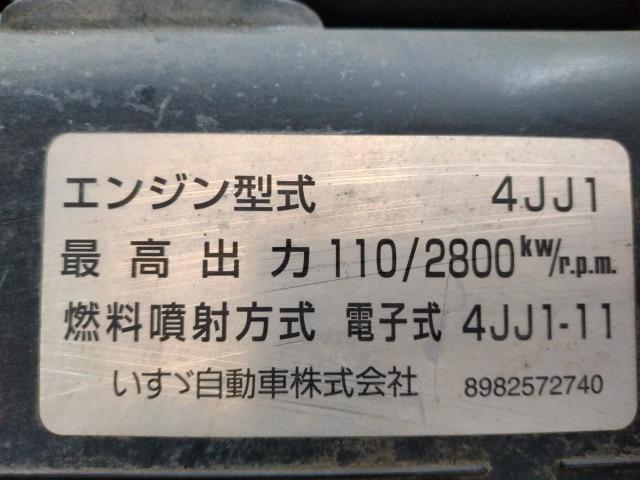 エンジン型式 4JJ1
最高出力 110/2800 kw/r.p.m.
燃料噴射方式 電子式 4JJ1-11
いすゞ自動車株式会社 8982572740